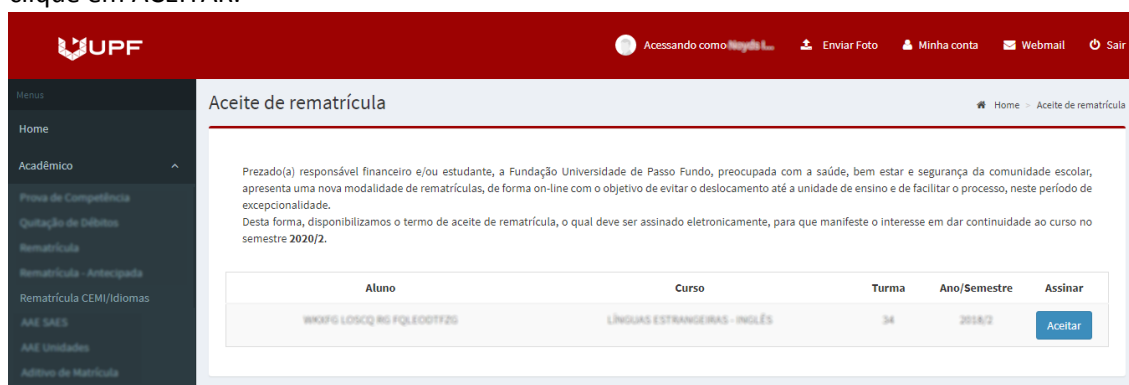 clique em ACEITAR.
UPF
Acessando como
Enviar Foto
Minha conta
Webmail
Sair
Menus
Aceite de rematrícula
Home > Aceite de rematrícula
Home
Acadêmico
Prova de Competência
Quitação de Débitos
Rematrícula
Rematrícula - Antecipada
Rematrícula CEMI/Idiomas
AAE SAES
AAE Unidades
Aditivo de Matrícula
Prezado(a) responsável financeiro e/ou estudante, a Fundação Universidade de Passo Fundo, preocupada com a saúde, bem estar e segurança da comunidade escolar,
apresenta uma nova modalidade de rematrículas, de forma on-line com o objetivo de evitar o deslocamento até a unidade de ensino e de facilitar o processo, neste período de
excepcionalidade.
Desta forma, disponibilizamos o termo de aceite de rematrícula, o qual deve ser assinado eletronicamente, para que manifeste o interesse em dar continuidade ao curso no
semestre 2020/2.
Aluno Curso Turma Ano/Semestre Assinar
LÍNGUAS ESTRANGEIRAS - INGLÊS 34 2018/2 Aceitar